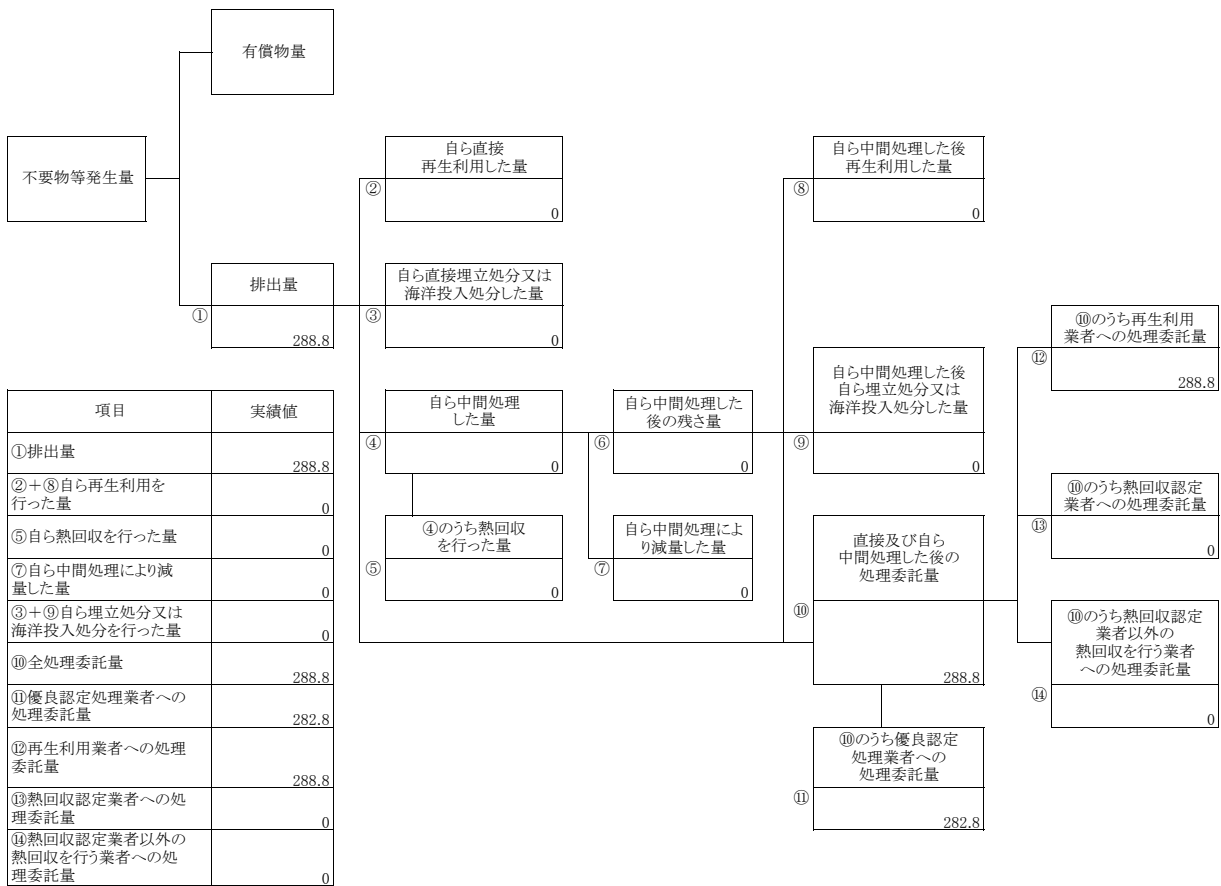 有償物量
不要物等発生量
自ら直接
再生利用した量
②
0
自ら中間処理した後
再生利用した量
⑧
0
排出量
①
288.8
自ら直接埋立処分又は
海洋投入処分した量
③
0
自ら中間処理
した量
④
0
自ら中間処理した
後の残さ量
⑥
0
自ら中間処理した後
自ら埋立処分又は
海洋投入処分した量
⑨
0
④のうち熱回収
を行った量
⑤
0
自ら中間処理によ
り減量した量
⑦
0
直接及び自ら
中間処理した後の
処理委託量
⑩
288.8
⑩のうち優良認定
処理業者への
処理委託量
⑪
282.8
⑩のうち再生利用
業者への処理委託量
⑫
288.8
⑩のうち熱回収認定
業者への処理委託量
⑬
0
⑩のうち熱回収認定
業者以外の
熱回収を行う業者
への処理委託量
⑭
0
項目 実績値
①排出量
288.8
②+⑧自ら再生利用を
行った量
0
⑤自ら熱回収を行った量
0
⑦自ら中間処理により減
量した量
0
③+⑨自ら埋立処分又は
海洋投入処分を行った量
0
⑩全処理委託量
288.8
⑪優良認定処理業者への
処理委託量
282.8
⑫再生利用業者への処理
委託量
288.8
⑬熱回収認定業者への処
理委託量
0
⑭熱回収認定業者以外の
熱回収を行う業者への処
理委託量
0